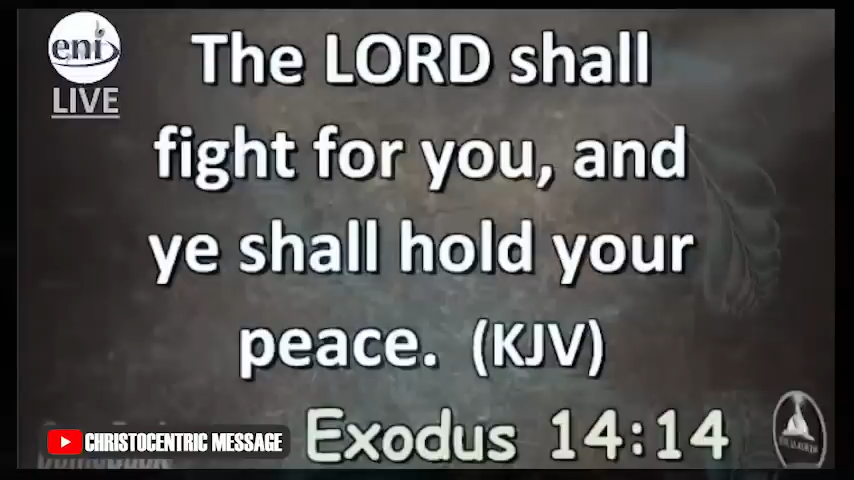 eni
LIVE
The LORD shall
fight for you, and
ye shall hold your
peace. (KJV)
Exodus 14:14
CHRISTOCENTRIC MESSAGE